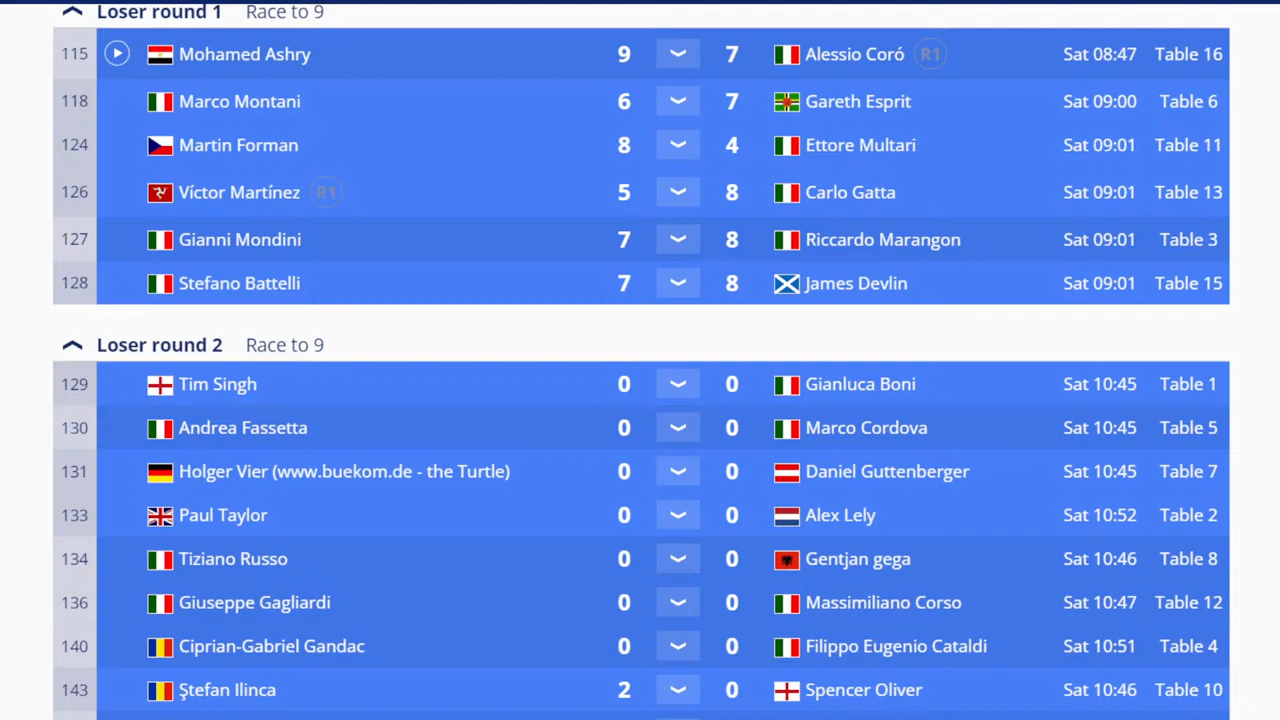 Loser round 1 Race to 9
115 Mohamed Ashry 9 7 Alessio Coró R1 Sat 08:47 Table 16
118 Marco Montani 6 7 Gareth Esprit Sat 09:00 Table 6
124 Martin Forman 8 4 Ettore Multari Sat 09:01 Table 11
126 Víctor Martínez R1 5 8 Carlo Gatta Sat 09:01 Table 13
127 Gianni Mondini 7 8 Riccardo Marangon Sat 09:01 Table 3
128 Stefano Battelli 7 8 James Devlin Sat 09:01 Table 15
Loser round 2 Race to 9
129 Tim Singh 0 0 Gianluca Boni Sat 10:45 Table 1
130 Andrea Fassetta 0 0 Marco Cordova Sat 10:45 Table 5
131 Holger Vier (www.buekom.de - the Turtle) 0 0 Daniel Guttenberger Sat 10:45 Table 7
133 Paul Taylor 0 0 Alex Lely Sat 10:52 Table 2
134 Tiziano Russo 0 0 Gentjan gega Sat 10:46 Table 8
136 Giuseppe Gagliardi 0 0 Massimiliano Corso Sat 10:47 Table 12
140 Ciprian-Gabriel Gandac 0 0 Filippo Eugenio Cataldi Sat 10:51 Table 4
143 Ştefan Ilinca 2 0 Spencer Oliver Sat 10:46 Table 10